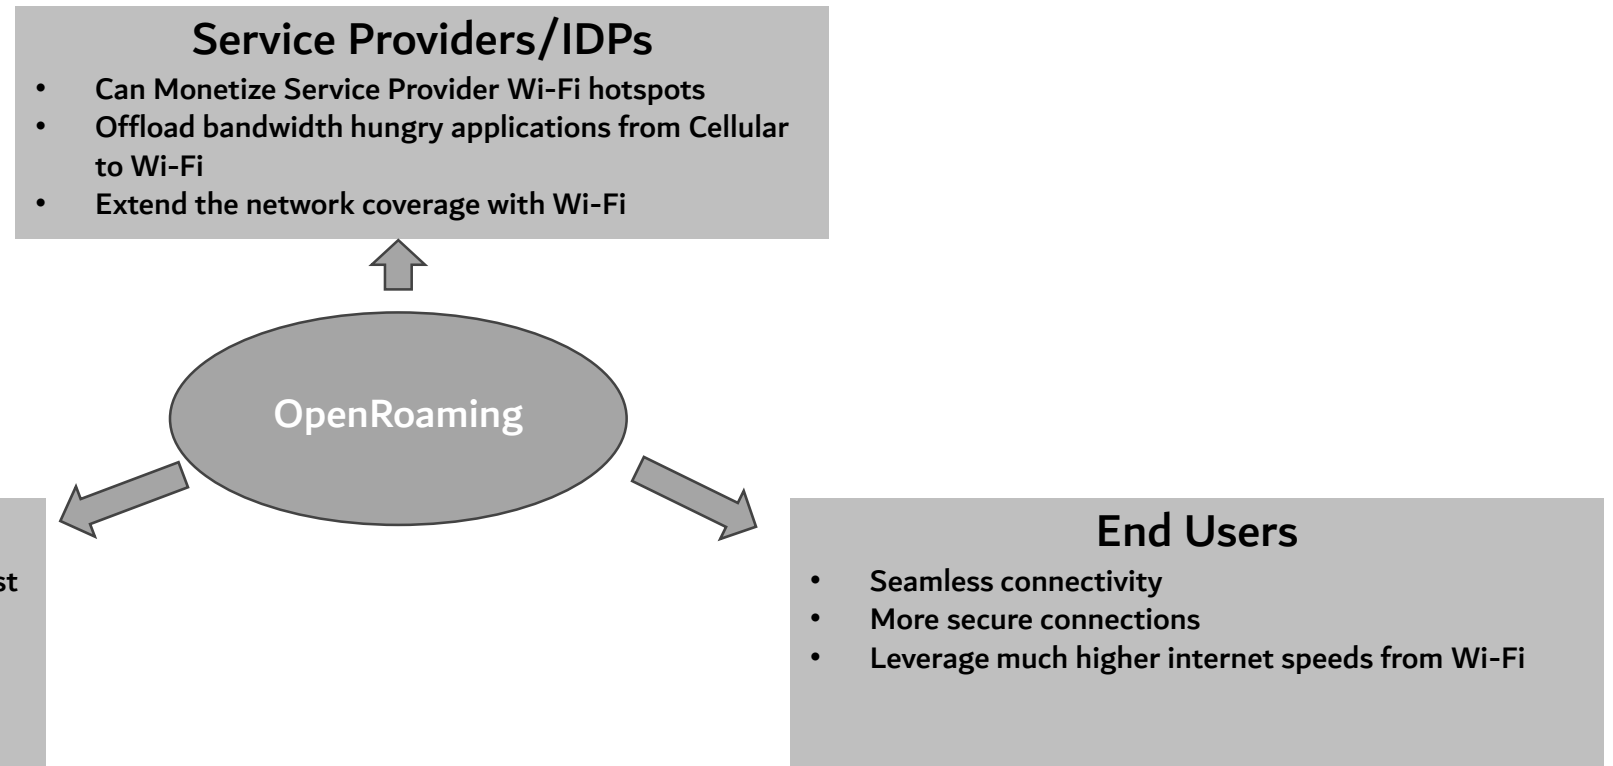 Service Providers/IDPs
• Can Monetize Service Provider Wi-Fi hotspots
• Offload bandwidth hungry applications from Cellular
to Wi-Fi
• Extend the network coverage with Wi-Fi
OpenRoaming
End Users
• Seamless connectivity
• More secure connections
• Leverage much higher internet speeds from Wi-Fi